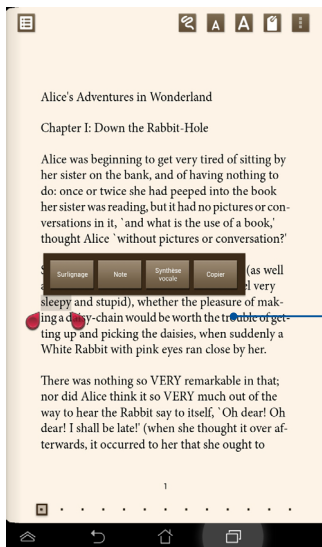 A A
Alice's Adventures in Wonderland
Chapter I: Down the Rabbit-Hole
Alice was beginning to get very tired of sitting by
her sister on the bank, and of having nothing to
do: once or twice she had peeped into the book
her sister was reading, but it had no pictures or con-
versations in it, `and what is the use of a book,'
thought Alice `without pictures or conversation?'
S (as well
Surlignage Note Synthèse vocale Copier
very
sleepy and stupid), whether the pleasure of mak-
ing a daisy-chain would be worth the trouble of get-
ting up and picking the daisies, when suddenly a
White Rabbit with pink eyes ran close by her.
There was nothing so VERY remarkable in that;
nor did Alice think it so VERY much out of the
way to hear the Rabbit say to itself, `Oh dear! Oh
dear! I shall be late!' (when she thought it over af-
terwards, it occurred to her that she ought to
1